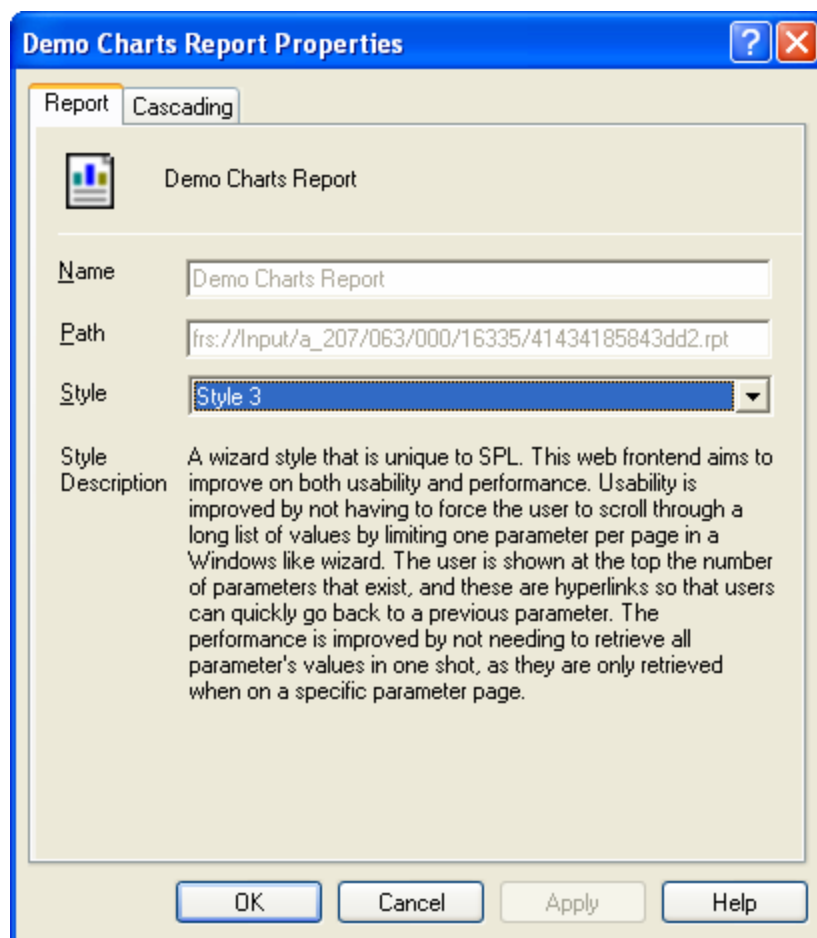 Demo Charts Report Properties
Report Cascading
Demo Charts Report
Name Demo Charts Report
Path frs://Input/a_207/063/000/16335/41434185843dd2.rpt
Style Style 3
Style Description A wizard style that is unique to SPL. This web frontend aims to
improve on both usability and performance. Usability is
improved by not having to force the user to scroll through a
long list of values by limiting one parameter per page in a
Windows like wizard. The user is shown at the top the number
of parameters that exist, and these are hyperlinks so that users
can quickly go back to a previous parameter. The
performance is improved by not needing to retrieve all
parameter's values in one shot, as they are only retrieved
when on a specific parameter page.
OK Cancel Apply Help